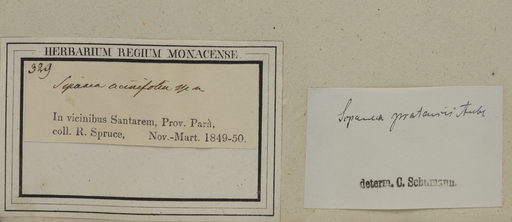 HERBARIUM REGIUM MONACENSE.
329
Sipanea acinifolia
In vicinibus Santarem, Prov. Parà,
coll. R. Spruce, Nov.-Mart. 1849-50.
Sipanea pratensis Aubl
determ. C. Schumann.